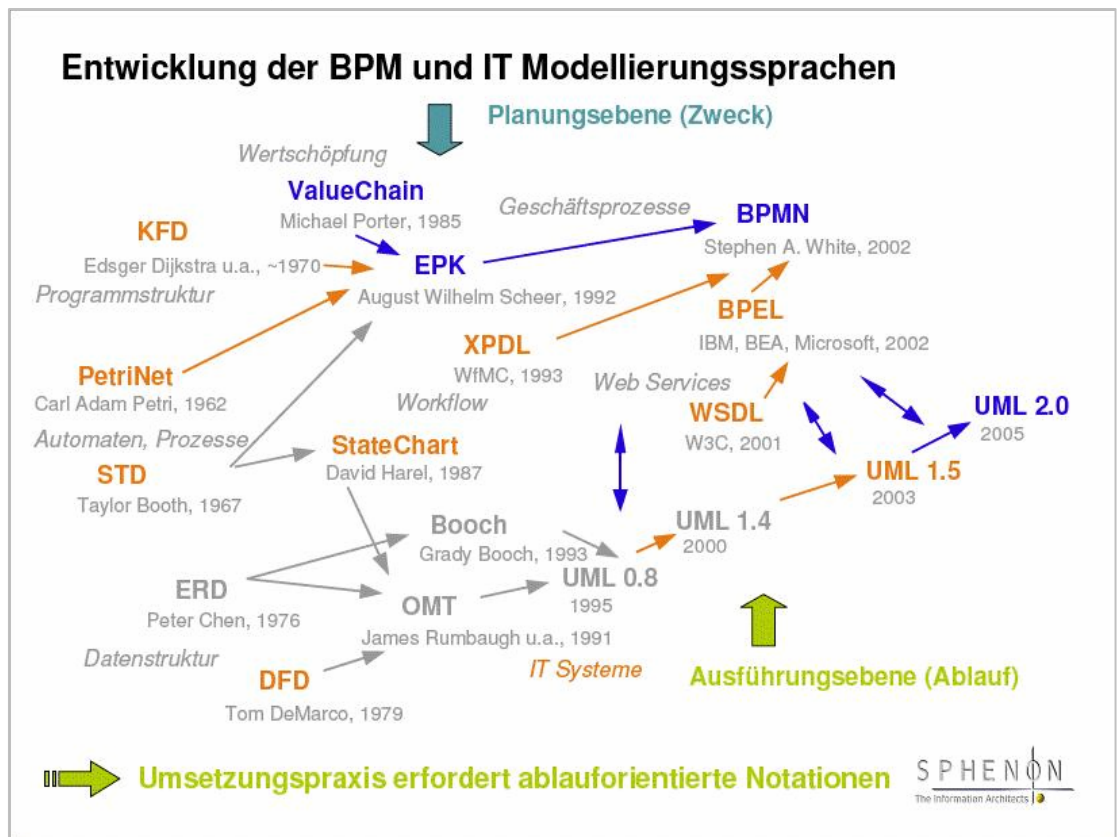 Entwicklung der BPM und IT Modellierungssprachen
Planungsebene (Zweck)
Wertschöpfung
ValueChain
Michael Porter, 1985
Geschäftsprozesse
BPMN
Stephen A. White, 2002
KFD
Edsger Dijkstra u.a., ~1970
Programmstruktur
EPK
August Wilhelm Scheer, 1992
BPEL
IBM, BEA, Microsoft, 2002
XPDL
WfMC, 1993
Workflow
Web Services
PetriNet
Carl Adam Petri, 1962
Automaten, Prozesse
WSDL
W3C, 2001
UML 2.0
2005
StateChart
David Harel, 1987
STD
Taylor Booth, 1967
UML 1.5
2003
Booch
Grady Booch, 1993
UML 1.4
2000
ERD
Peter Chen, 1976
Datenstruktur
OMT
James Rumbaugh u.a., 1991
UML 0.8
1995
IT Systeme
DFD
Tom DeMarco, 1979
Ausführungsebene (Ablauf)
Umsetzungspraxis erfordert ablauforientierte Notationen
SPHENON
The Information Architects